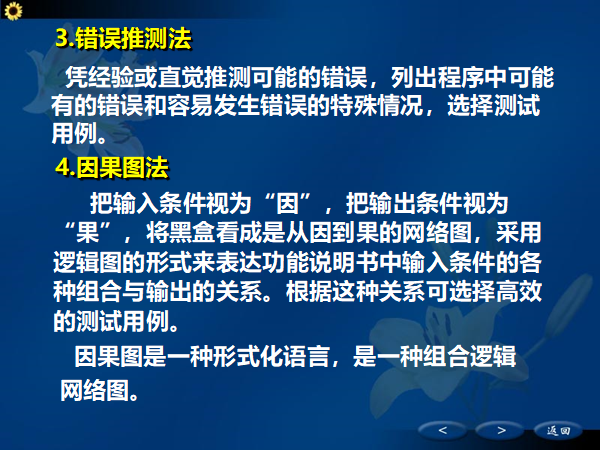 3.错误推测法
凭经验或直觉推测可能的错误，列出程序中可能
有的错误和容易发生错误的特殊情况，选择测试
用例。
4.因果图法
把输入条件视为“因”，把输出条件视为
“果”，将黑盒看成是从因到果的网络图，采用
逻辑图的形式来表达功能说明书中输入条件的各
种组合与输出的关系。根据这种关系可选择高效
的测试用例。
因果图是一种形式化语言，是一种组合逻辑
网络图。
< > 返回